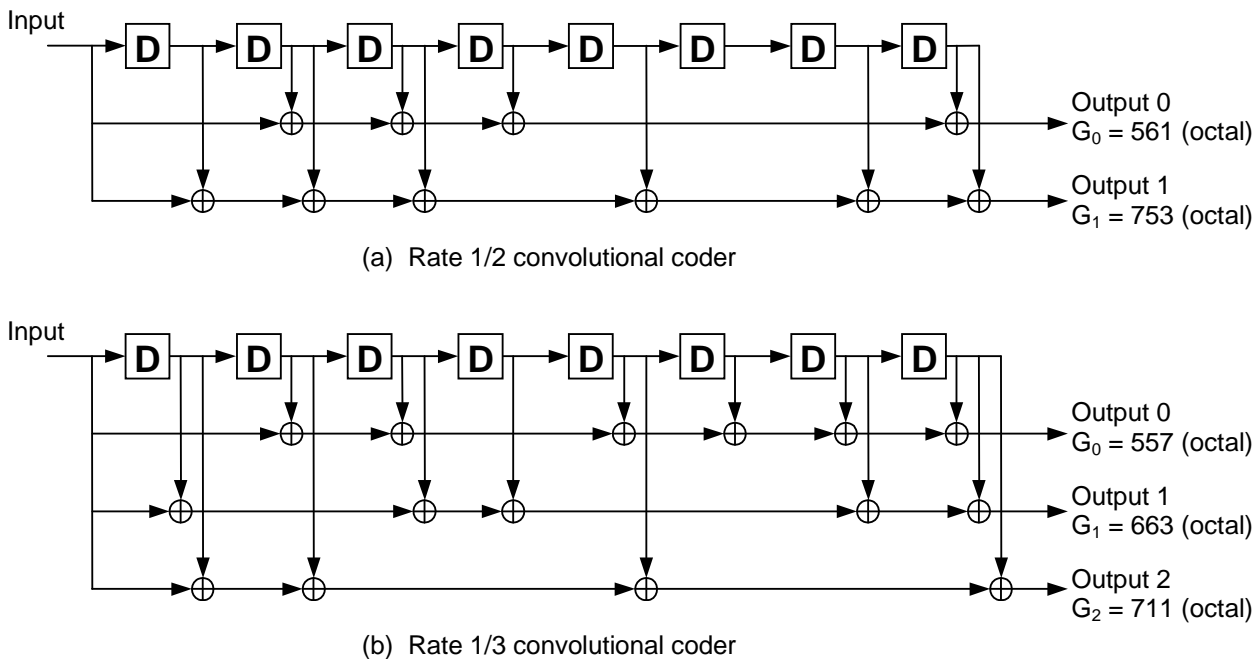 Input
D D D D D D D D
Output 0
G0 = 561 (octal)
Output 1
G1 = 753 (octal)
(a) Rate 1/2 convolutional coder
Input
D D D D D D D D
Output 0
G0 = 557 (octal)
Output 1
G1 = 663 (octal)
Output 2
G2 = 711 (octal)
(b) Rate 1/3 convolutional coder